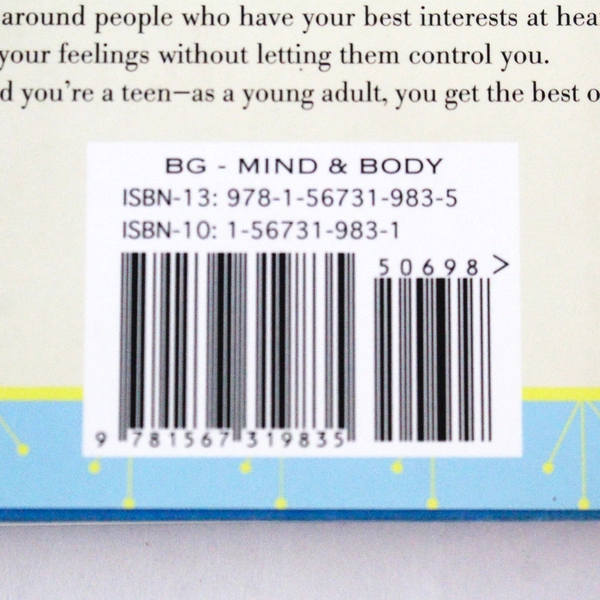 around people who have your best interests at
your feelings without letting them control you.
you're a teen—as a young adult, you get the best
BG - MIND & BODY
ISBN-13: 978-1-56731-983-5
ISBN-10: 1-56731-983-1
50698 >
9 781567 319835